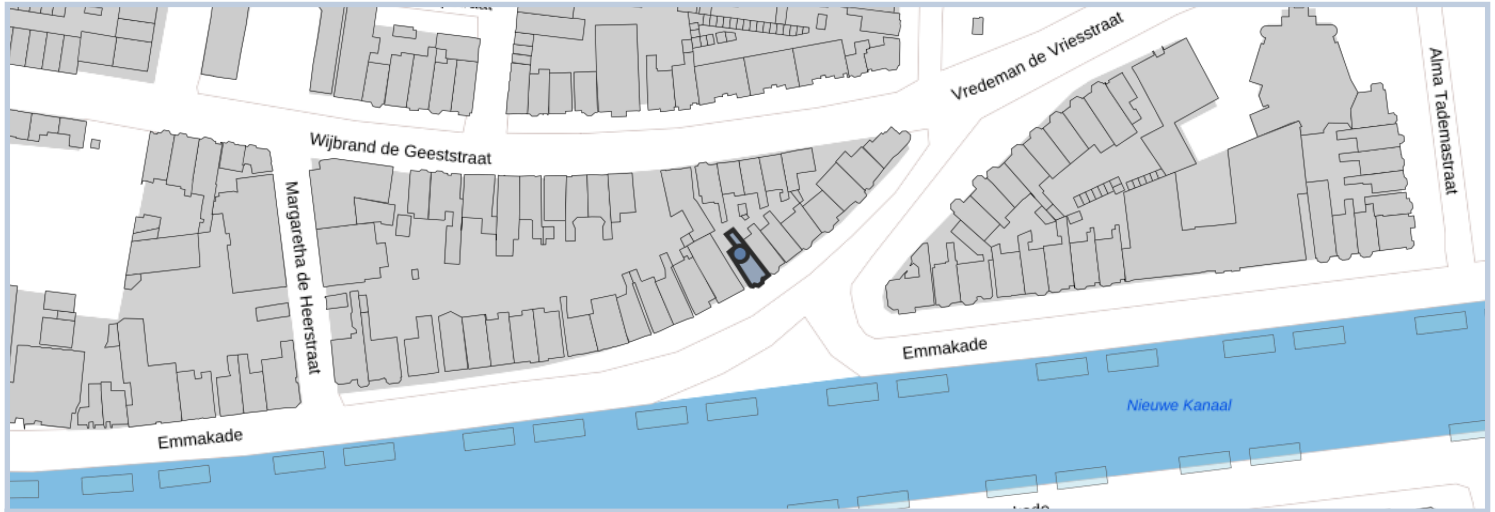 Vredeman de Vriesstraat
Alma Tademastraat
Wijbrand de Geeststraat
Margaretha de Heerstraat
Emmakade
Nieuwe Kanaal
Emmakade